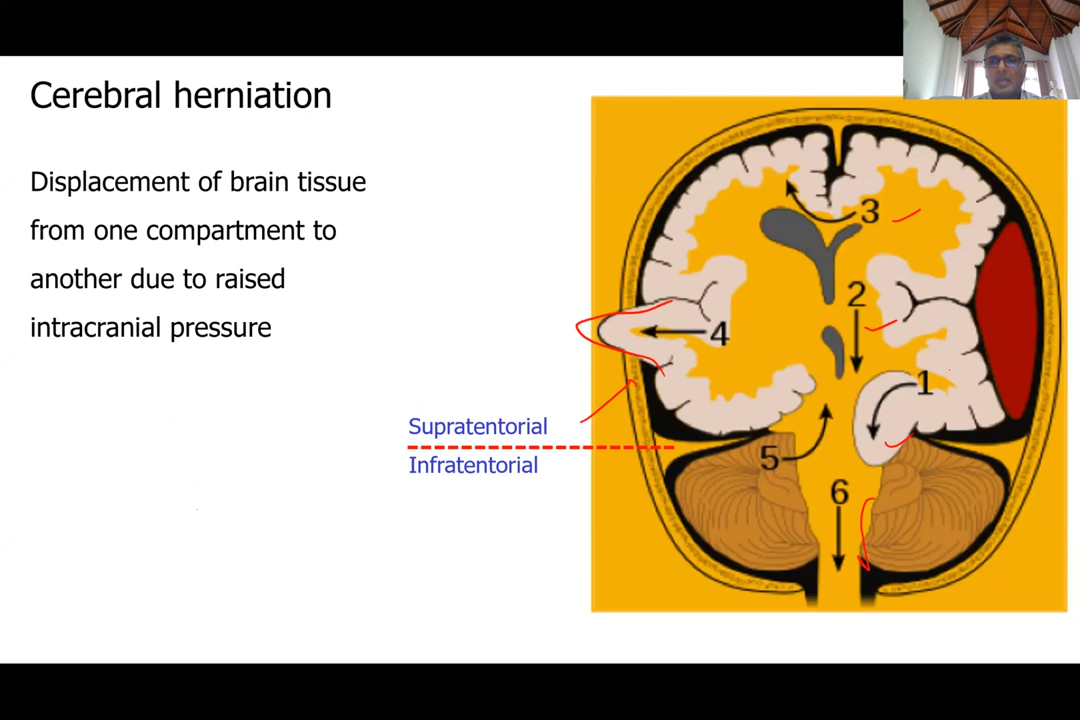 Cerebral herniation
Displacement of brain tissue
from one compartment to
another due to raised
intracranial pressure
3
2
4
1
Supratentorial
Infratentorial
5
6